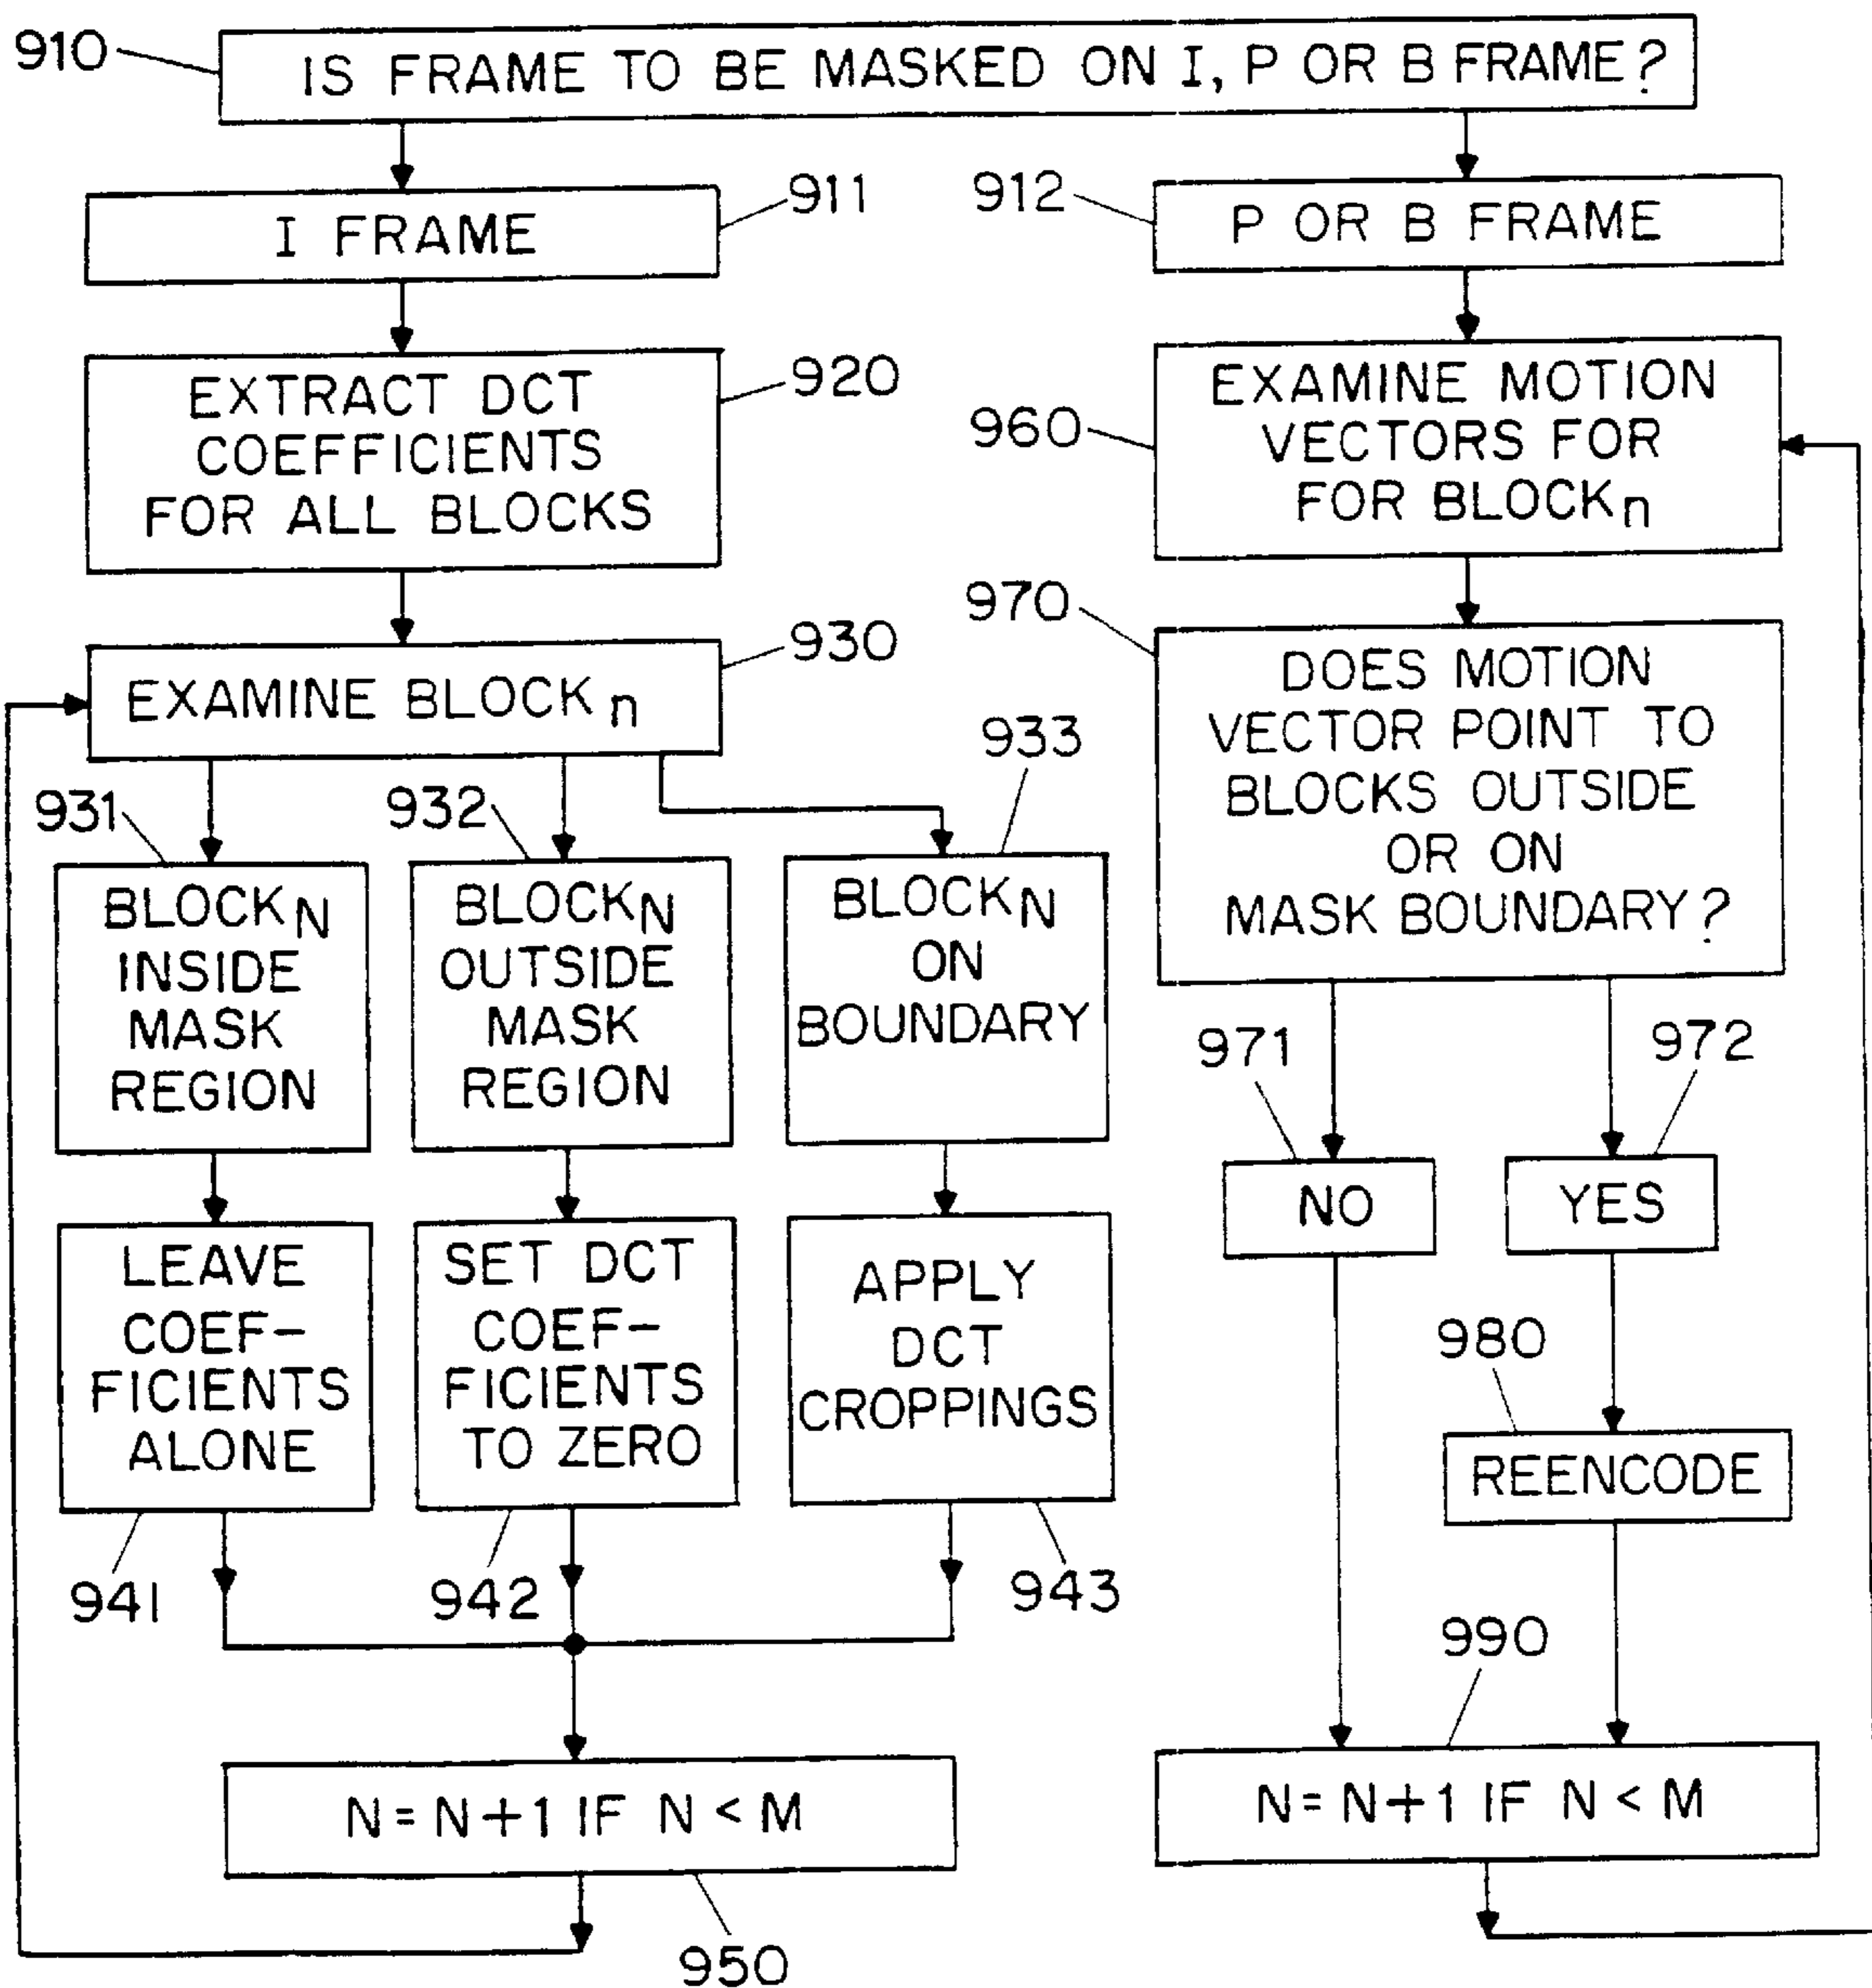 910
IS FRAME TO BE MASKED ON I, P OR B FRAME?
I FRAME
911
912
P OR B FRAME
EXTRACT DCT
COEFFICIENTS
FOR ALL BLOCKS
920
960
EXAMINE MOTION
VECTORS FOR
FOR BLOCKn
EXAMINE BLOCK n
930
970
DOES MOTION
VECTOR POINT TO
BLOCKS OUTSIDE
OR ON
MASK BOUNDARY?
931
932
933
BLOCKN
INSIDE
MASK
REGION
BLOCKN
OUTSIDE
MASK
REGION
BLOCKN
ON
BOUNDARY
971
972
NO
YES
LEAVE
COEF-
FICIENTS
ALONE
SET DCT
COEF-
FICIENTS
TO ZERO
APPLY
DCT
CROPPINGS
980
REENCODE
941
942
943
990
N = N+1 IF N < M
N = N+1 IF N < M
950